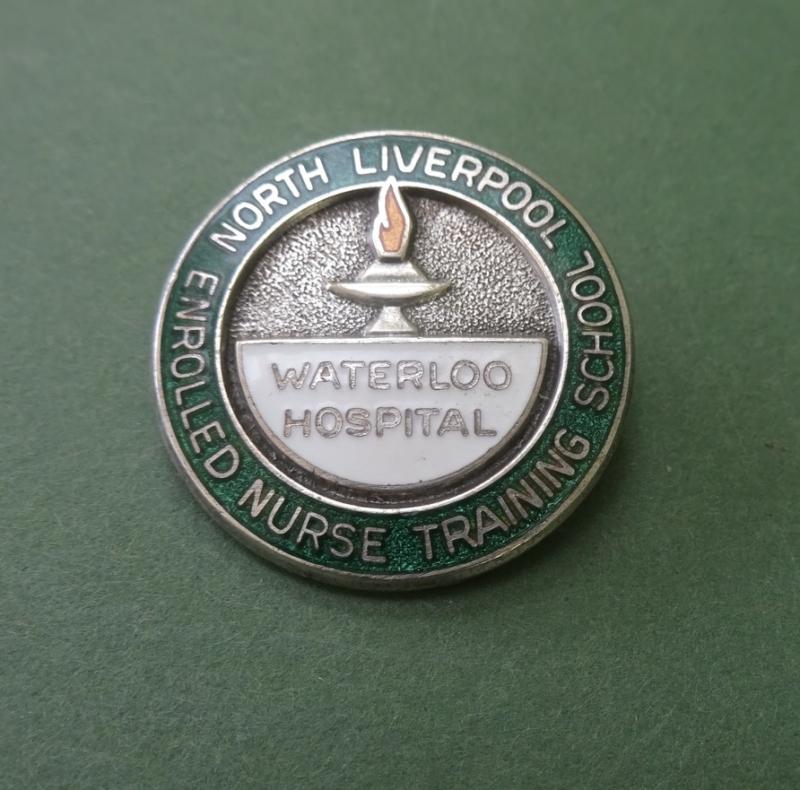 NORTH LIVERPOOL
ENROLLED NURSE TRAINING SCHOOL
WATERLOO
HOSPITAL